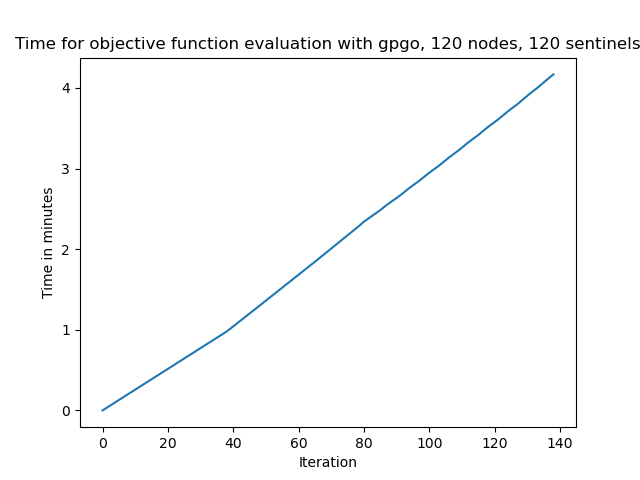 Time for objective function evaluation with gpgo, 120 nodes, 120 sentinels
4
3
2
1
0
Time in minutes
0 20 40 60 80 100 120 140
Iteration